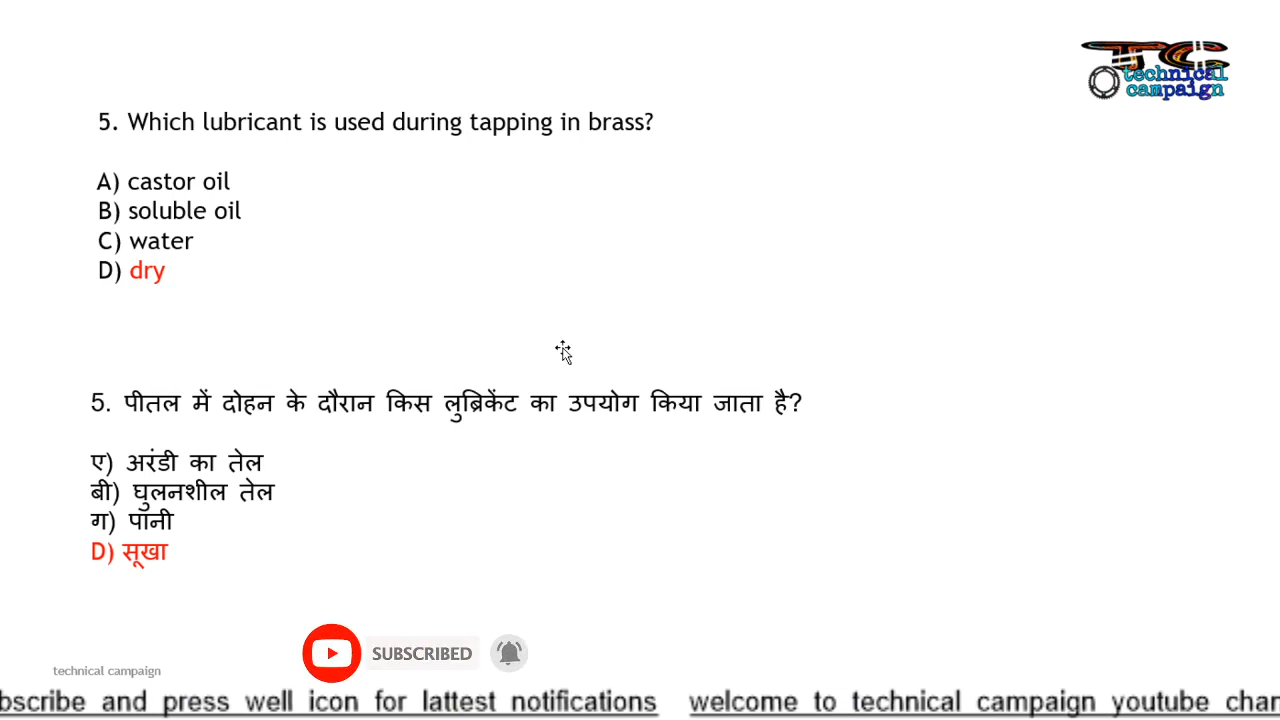 TC
technical
campaign
5. Which lubricant is used during tapping in brass?
A) castor oil
B) soluble oil
C) water
D) dry
5. पीतल में दोहन के दौरान किस लुब्रिकेंट का उपयोग किया जाता है?
ए) अरंडी का तेल
बी) घुलनशील तेल
ग) पानी
D) सूखा
SUBSCRIBED
technical campaign
bscribe and press well icon for lattest notifications welcome to technical campaign youtube chan